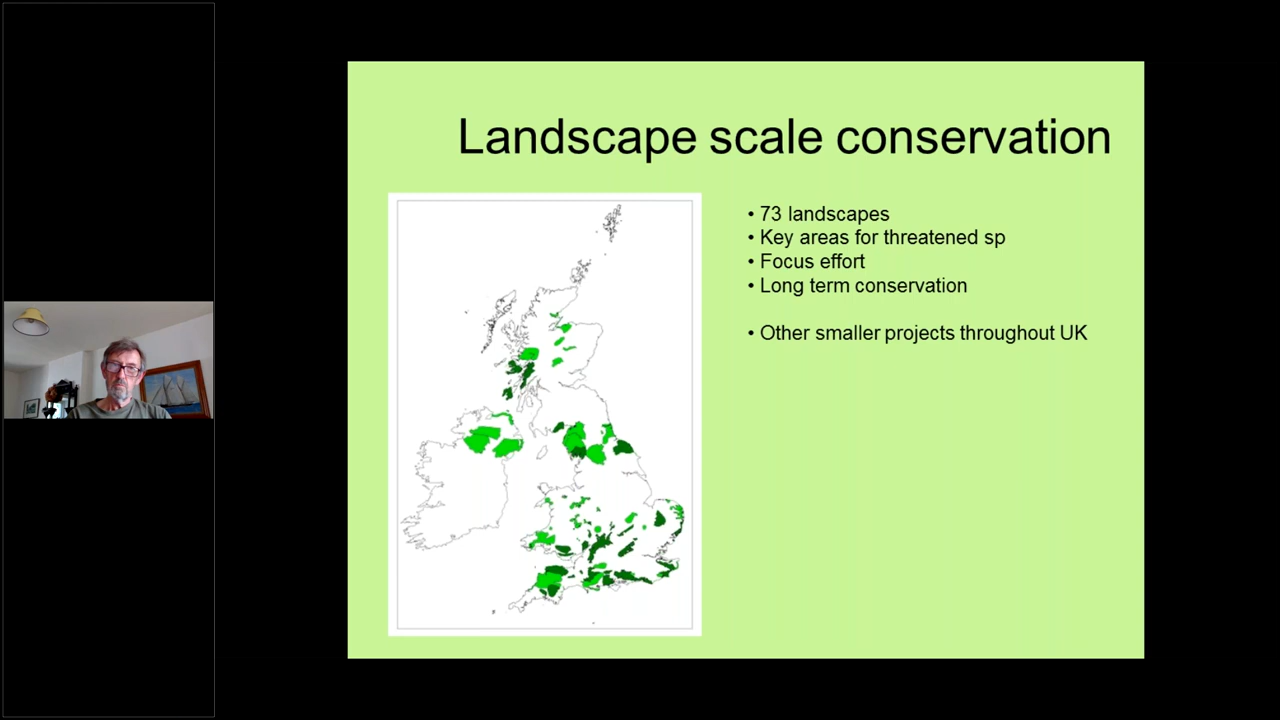 Landscape scale conservation
• 73 landscapes
• Key areas for threatened sp
• Focus effort
• Long term conservation
• Other smaller projects throughout UK